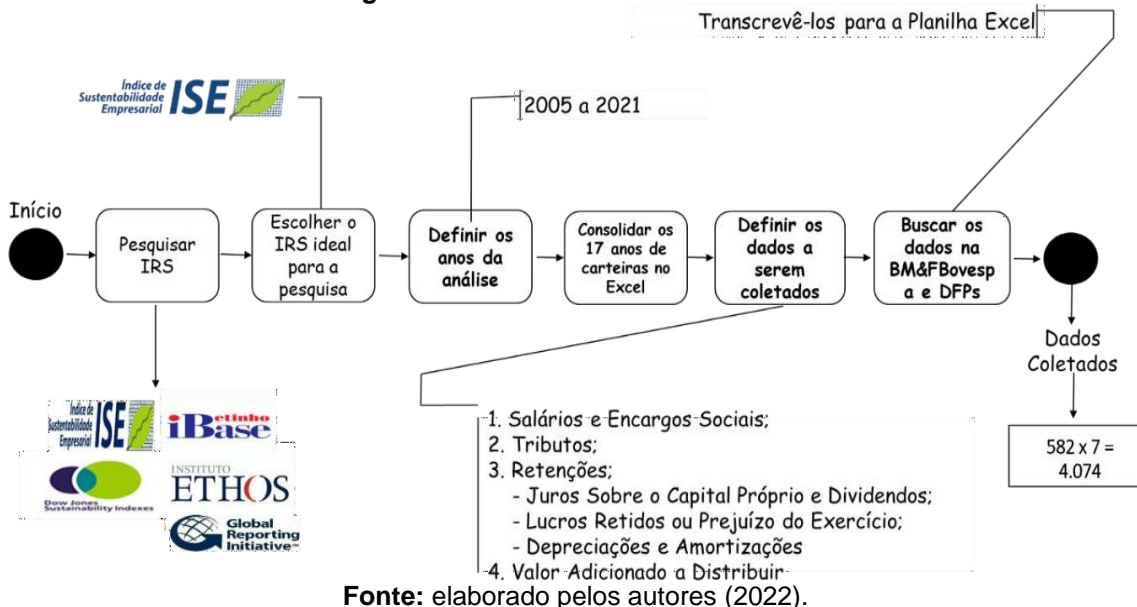 Transcrevê-los para a Planilha Excel
Índice de
Sustentabilidade
Empresarial
ISE
2005 a 2021
Início
Pesquisar
IRS
Escolher o
IRS ideal
para a
pesquisa
Definir os
anos da
análise
Consolidar os
17 anos de
carteiras no
Excel
Definir os
dados a
serem
coletados
Buscar os
dados na
BM&FBovesp
a e DFPs
Dados
Coletados
582 x 7 =
4.074
Índice de
Sustentabilidade
Empresarial
ISE
Betinho
iBase
Dow Jones
Sustainability Indexes
INSTITUTO
ETHOS
Global
Reporting
Initiative™
1. Salários e Encargos Sociais;
2. Tributos;
3. Retenções;
- Juros Sobre o Capital Próprio e Dividendos;
- Lucros Retidos ou Prejuízo do Exercício;
- Depreciações e Amortizações
4. Valor Adicionado a Distribuir
Fonte: elaborado pelos autores (2022).